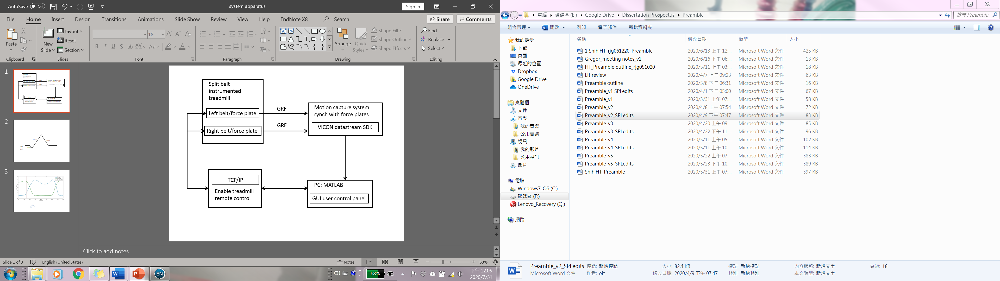 AutoSave Off
system apparatus
Sign in
File Home Insert Design Transitions Animations Slide Show Review View Help EndNote X8 Search
Share Comments
Paste
Clipboard
New Slide
Layout
Reset
Section
Slides
18
Font
Paragraph
Arrange
Quick Styles
Shape Fill
Shape Outline
Shape Effects
Drawing
Find
Replace
Select
Editing
1
2
3
Split belt
instrumented
treadmill
Left belt/force plate
Right belt/force plate
GRF
GRF
Motion capture system
synch with force plates
VICON datastream SDK
TCP/IP
Enable treadmill
remote control
PC: MATLAB
GUI user control panel
Click to add notes
Slide 1 of 3
English (United States)
Notes
63%
CH
68%
下午 12:05
2020/7/31
電腦 磁碟區 (E:) Google Drive Dissertation Prospectus Preamble
搜尋 Preamble
組合管理 開啟 列印 電子郵件 新增資料夾
我的最愛
下載
桌面
最近的位置
Dropbox
Google Drive
OneDrive
媒體櫃
文件
音樂
我的音樂
公用音樂
視訊
我的影片
公用視訊
圖片
電腦
Windows7_OS (C:)
磁碟區 (E:)
Lenovo_Recovery (Q:)
網路
名稱 修改日期 類型 大小
1 Shih,HT_rjg061220_Preamble 2020/6/13 上午 12:... Microsoft Word 文件 425 KB
Gregor_meeting notes_v1 2020/6/16 下午 06:... Microsoft Word 文件 13 KB
HT_Preamble outline_rjg051020 2020/5/11 上午 03:... Microsoft Word 文件 18 KB
Lit review 2020/4/7 上午 09:23 Microsoft Word 文件 63 KB
Preamble outline 2020/5/8 下午 06:31 Microsoft Word 文件 16 KB
Preamble_v1 SPLedits 2020/4/1 下午 05:00 Microsoft Word 文件 67 KB
Preamble_v1 2020/3/31 上午 07:... Microsoft Word 文件 58 KB
Preamble_v2 2020/4/8 下午 07:54 Microsoft Word 文件 72 KB
Preamble_v2_SPLedits 2020/4/9 下午 07:47 Microsoft Word 文件 83 KB
Preamble_v3 2020/4/20 上午 09:... Microsoft Word 文件 85 KB
Preamble_v3_SPLedits 2020/4/22 下午 11:... Microsoft Word 文件 96 KB
Preamble_v4 2020/5/11 上午 05:... Microsoft Word 文件 102 KB
Preamble_v4_SPLedits 2020/5/11 上午 10:... Microsoft Word 文件 114 KB
Preamble_v5 2020/5/22 上午 07:... Microsoft Word 文件 383 KB
Preamble_v5_SPLedits 2020/5/23 下午 10:... Microsoft Word 文件 389 KB
Shih,HT_Preamble 2020/5/31 上午 07:... Microsoft Word 文件 397 KB
Preamble_v2_SPLedits 標題: 新增標題 大小: 82.4 KB 標記: 新增標記 內容狀態: 新增文字 頁數: 18
Microsoft Word 文件 作者: oit 修改日期: 2020/4/9 下午 07:47 類別: 新增類別 本文類型: 新增文字